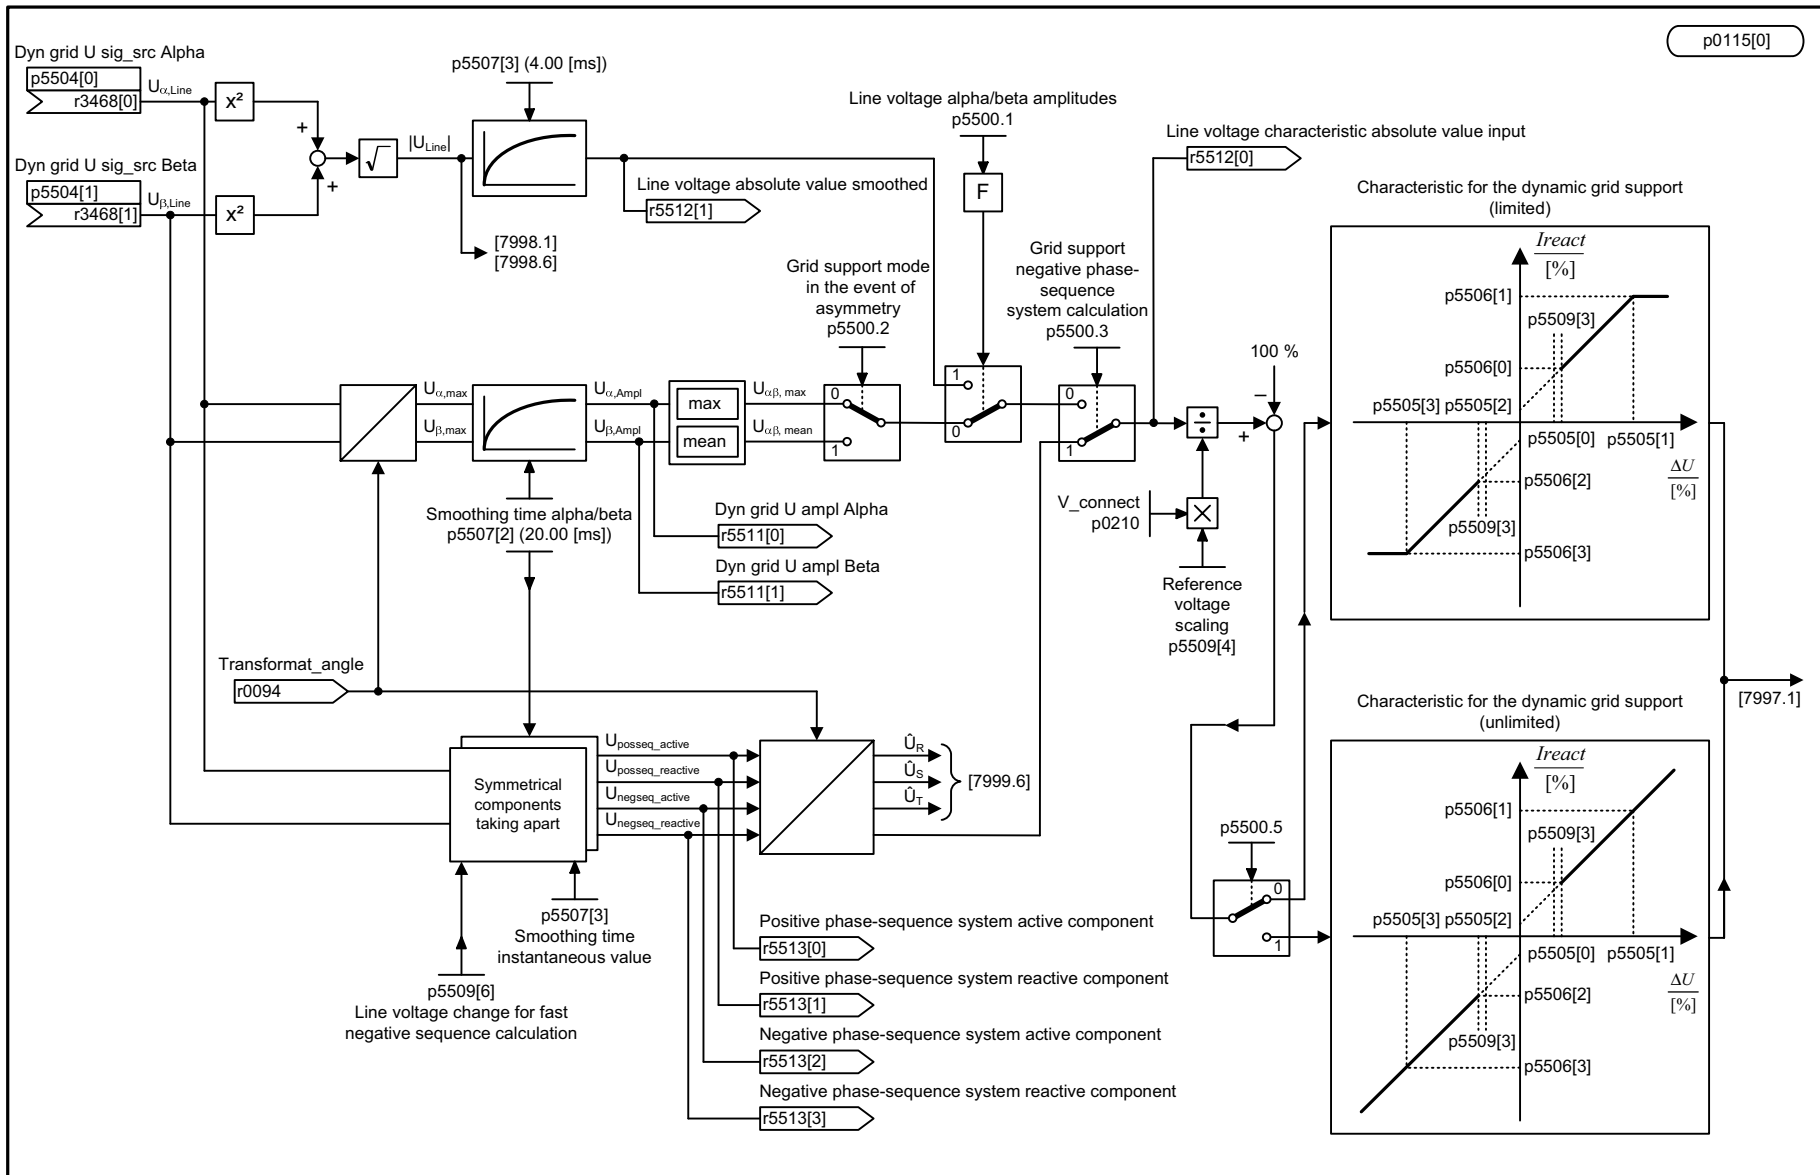 p0115[0]
Dyn grid U sig_src Alpha
p5504[0]
r3468[0]
Uα,Line
x²
Dyn grid U sig_src Beta
p5504[1]
r3468[1]
Uβ,Line
x²
+
+
√
|ULine|
p5507[3] (4.00 [ms])
Line voltage absolute value smoothed
r5512[1]
[7998.1]
[7998.6]
Line voltage alpha/beta amplitudes
p5500.1
F
Line voltage characteristic absolute value input
r5512[0]
Grid support mode
in the event of
asymmetry
p5500.2
Grid support
negative phase-
sequence
system calculation
p5500.3
Uα,max
Uβ,max
Uα,Ampl
Uβ,Ampl
max
mean
Uαβ, max
Uαβ, mean
0
1
1
0
0
1
÷
100 %
–
+
Smoothing time alpha/beta
p5507[2] (20.00 [ms])
Dyn grid U ampl Alpha
r5511[0]
Dyn grid U ampl Beta
r5511[1]
V_connect
p0210
×
Reference
voltage
scaling
p5509[4]
Transformat_angle
r0094
Symmetrical
components
taking apart
Uposseq_active
Uposseq_reactive
Unegseq_active
Unegseq_reactive
ÛR
ÛS
ÛT
[7999.6]
p5507[3]
Smoothing time
instantaneous value
p5509[6]
Line voltage change for fast
negative sequence calculation
Positive phase-sequence system active component
r5513[0]
Positive phase-sequence system reactive component
r5513[1]
Negative phase-sequence system active component
r5513[2]
Negative phase-sequence system reactive component
r5513[3]
p5500.5
0
1
Characteristic for the dynamic grid support
(limited)
Ireact
[%]
p5506[1]
p5509[3]
p5506[0]
p5505[3] p5505[2]
p5505[0] p5505[1]
ΔU
[%]
p5506[2]
p5509[3]
p5506[3]
[7997.1]
Characteristic for the dynamic grid support
(unlimited)
Ireact
[%]
p5506[1]
p5509[3]
p5506[0]
p5505[3] p5505[2]
p5505[0] p5505[1]
ΔU
[%]
p5506[2]
p5509[3]
p5506[3]